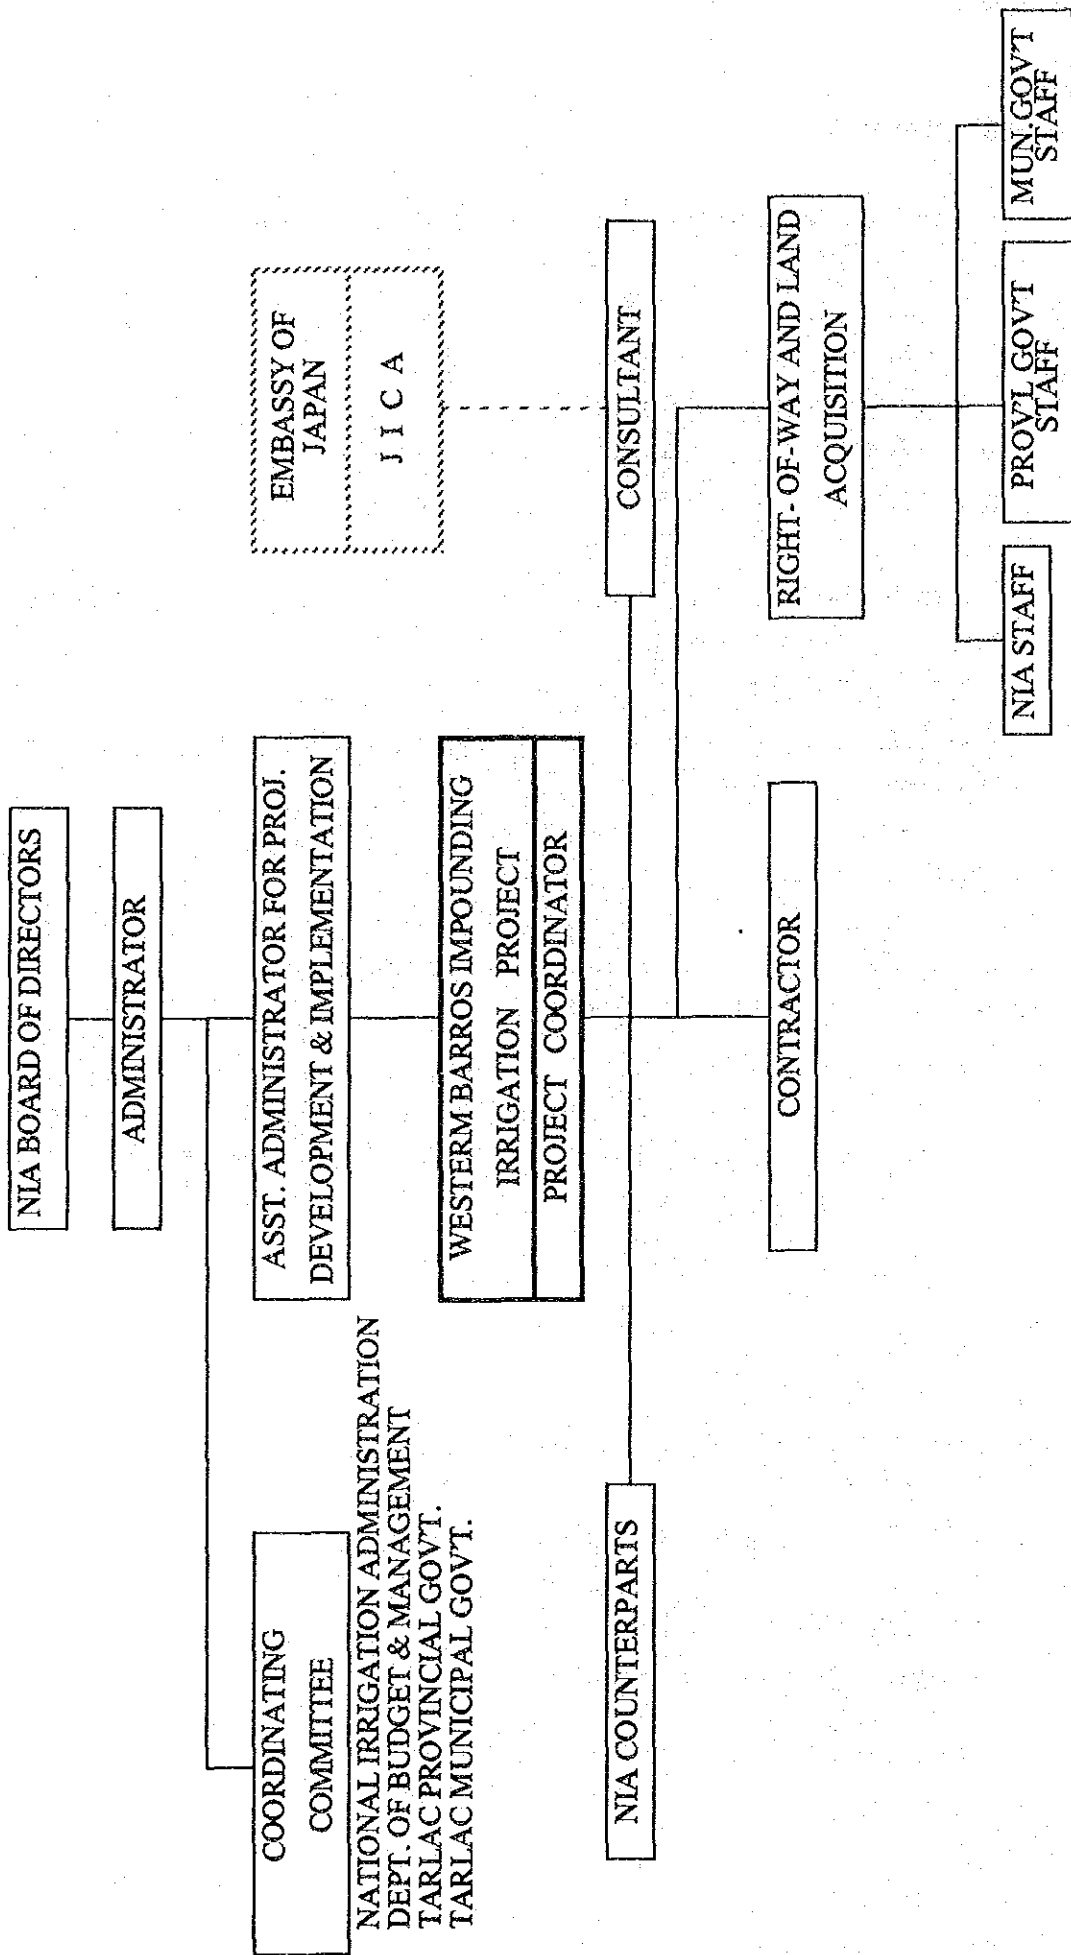 NIA BOARD OF DIRECTORS
ADMINISTRATOR
COORDINATING
COMMITTEE
NATIONAL IRRIGATION ADMINISTRATION
DEPT. OF BUDGET & MANAGEMENT
TARLAC PROVINCIAL GOV'T.
TARLAC MUNICIPAL GOV'T.
ASST. ADMINISTRATOR FOR PROJ.
DEVELOPMENT & IMPLEMENTATION
EMBASSY OF
JAPAN
J I C A
WESTERM BARROS IMPOUNDING
IRRIGATION PROJECT
PROJECT COORDINATOR
NIA COUNTERPARTS
CONSULTANT
CONTRACTOR
RIGHT- OF-WAY AND LAND
ACQUISITION
NIA STAFF
PROV'L GOV'T
STAFF
MUN.GOV'T
STAFF